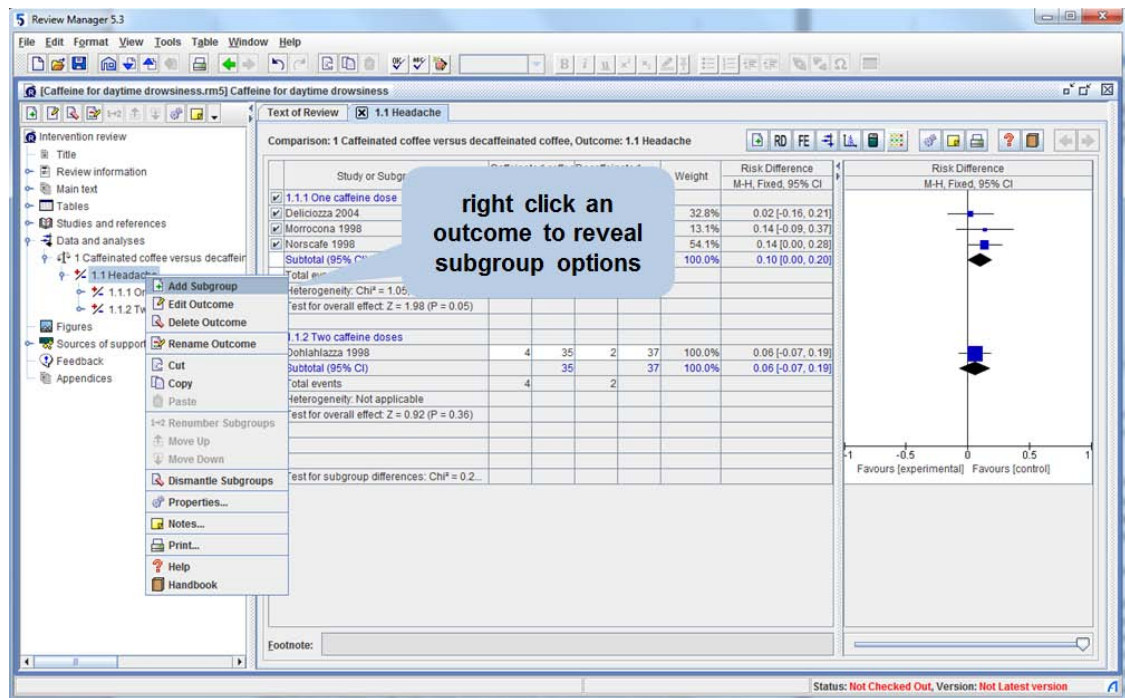 Review Manager 5.3
File Edit Format View Tools Table Window Help
[Caffeine for daytime drowsiness.rm5] Caffeine for daytime drowsiness
Intervention review
Title
Review information
Main text
Tables
Studies and references
Data and analyses
1 Caffeinated coffee versus decaffein
1.1 Headache
1.1.1 On
1.1.2 Tw
Figures
Sources of support
Feedback
Appendices
Add Subgroup
Edit Outcome
Delete Outcome
Rename Outcome
Cut
Copy
Paste
Renumber Subgroups
Move Up
Move Down
Dismantle Subgroups
Properties...
Notes...
Print...
Help
Handbook
Text of Review 1.1 Headache
Comparison: 1 Caffeinated coffee versus decaffeinated coffee, Outcome: 1.1 Headache RD FE
Study or Subgr Weight Risk Difference Risk Difference
M-H, Fixed, 95% CI M-H, Fixed, 95% CI
1.1.1 One caffeine dose
Deliciozza 2004 32.8% 0.02 [-0.16, 0.21]
Morrocona 1998 13.1% 0.14 [-0.09, 0.37]
Norscafe 1998 54.1% 0.14 [0.00, 0.28]
Subtotal (95% CI) 100.0% 0.10 [0.00, 0.20]
Total eve
Heterogeneity: Chi² = 1.05
Test for overall effect: Z = 1.98 (P = 0.05)
1.1.2 Two caffeine doses
Dohlahlazza 1998 4 35 2 37 100.0% 0.06 [-0.07, 0.19]
Subtotal (95% CI) 35 37 100.0% 0.06 [-0.07, 0.19]
Total events 4 2
Heterogeneity: Not applicable
Test for overall effect: Z = 0.92 (P = 0.36)
Test for subgroup differences: Chi² = 0.2...
right click an
outcome to reveal
subgroup options
-1 -0.5 0 0.5 1
Favours [experimental] Favours [control]
Footnote:
Status: Not Checked Out, Version: Not Latest version